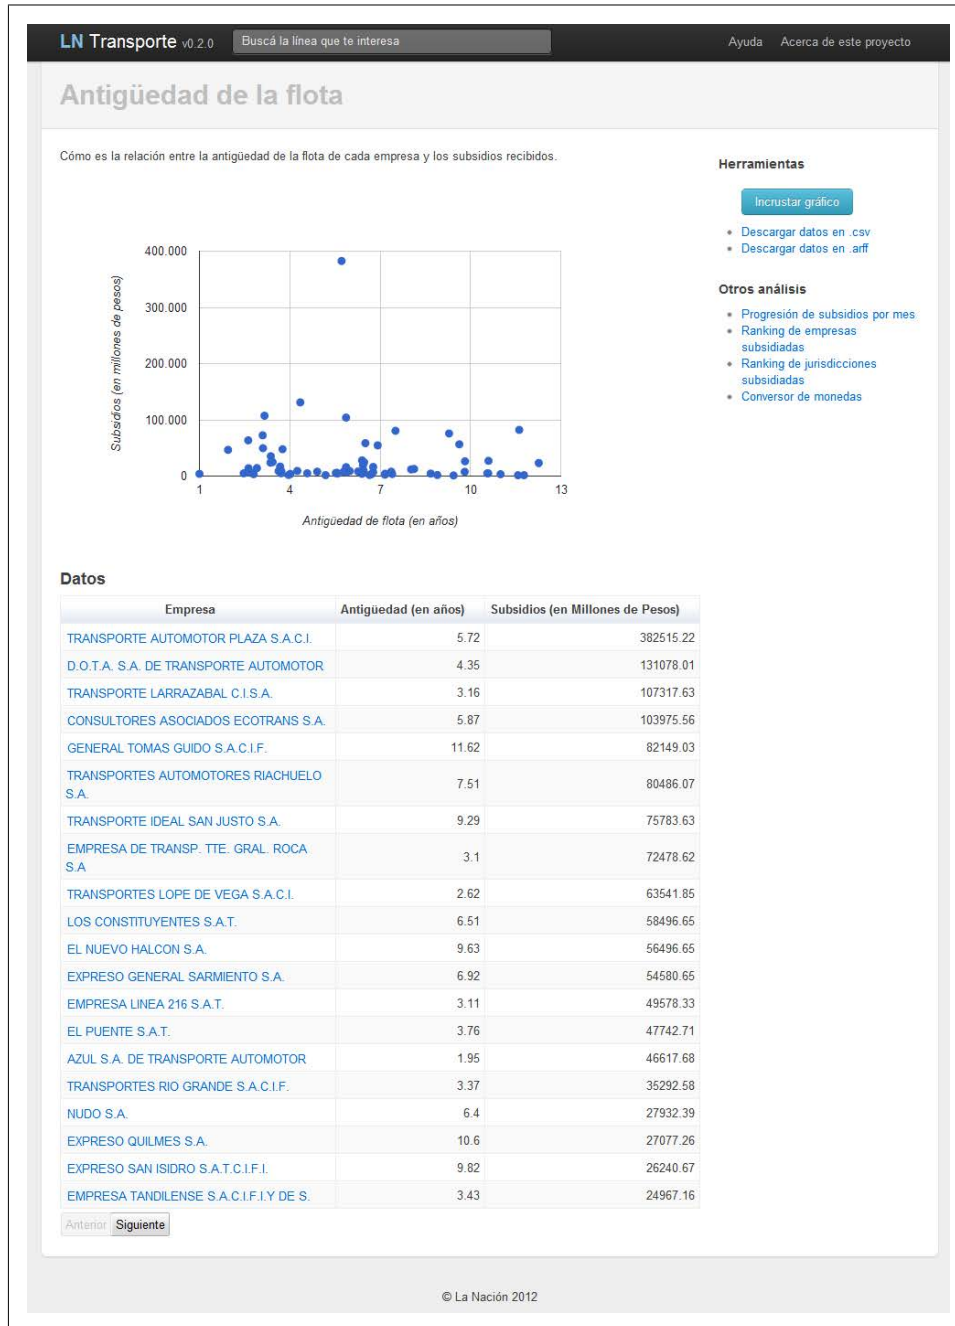 LN Transporte v0.2.0 Buscá la línea que te interesa Ayuda Acerca de este proyecto
Antigüedad de la flota
Cómo es la relación entre la antigüedad de la flota de cada empresa y los subsidios recibidos.
Herramientas
Incrustar gráfico
Descargar datos en .csv
Descargar datos en .arff
Otros análisis
Progresión de subsidios por mes
Ranking de empresas
subsidiadas
Ranking de jurisdicciones
subsidiadas
Conversor de monedas
Subsidios (en millones de pesos)
400.000
300.000
200.000
100.000
0
1 4 7 10 13
Antigüedad de flota (en años)
Datos
Empresa Antigüedad (en años) Subsidios (en Millones de Pesos)
TRANSPORTE AUTOMOTOR PLAZA S.A.C.I. 5.72 382515.22
D.O.T.A. S.A. DE TRANSPORTE AUTOMOTOR 4.35 131078.01
TRANSPORTE LARRAZABAL C.I.S.A. 3.16 107317.63
CONSULTORES ASOCIADOS ECOTRANS S.A. 5.87 103975.56
GENERAL TOMAS GUIDO S.A.C.I.F. 11.62 82149.03
TRANSPORTES AUTOMOTORES RIACHUELO
S.A. 7.51 80486.07
TRANSPORTE IDEAL SAN JUSTO S.A. 9.29 75783.63
EMPRESA DE TRANSP. TTE. GRAL. ROCA
S.A 3.1 72478.62
TRANSPORTES LOPE DE VEGA S.A.C.I. 2.62 63541.85
LOS CONSTITUYENTES S.A.T. 6.51 58496.65
EL NUEVO HALCON S.A. 9.63 56496.65
EXPRESO GENERAL SARMIENTO S.A. 6.92 54580.65
EMPRESA LINEA 216 S.A.T. 3.11 49578.33
EL PUENTE S.A.T. 3.76 47742.71
AZUL S.A. DE TRANSPORTE AUTOMOTOR 1.95 46617.68
TRANSPORTES RIO GRANDE S.A.C.I.F. 3.37 35292.58
NUDO S.A. 6.4 27932.39
EXPRESO QUILMES S.A. 10.6 27077.26
EXPRESO SAN ISIDRO S.A.T.C.I.F.I. 9.82 26240.67
EMPRESA TANDILENSE S.A.C.I.F.I.Y DE S. 3.43 24967.16
Anterior Siguiente
© La Nación 2012